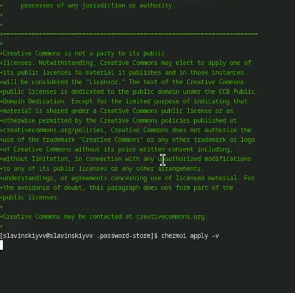 +     processes of any jurisdiction or authority.
+
+
+=======================================================================
+
+Creative Commons is not a party to its public
+licenses. Notwithstanding, Creative Commons may elect to apply one of
+its public licenses to material it publishes and in those instances
+will be considered the "Licensor." The text of the Creative Commons
+public licenses is dedicated to the public domain under the CC0 Public
+Domain Dedication. Except for the limited purpose of indicating that
+material is shared under a Creative Commons public license or as
+otherwise permitted by the Creative Commons policies published at
+creativecommons.org/policies, Creative Commons does not authorize the
+use of the trademark "Creative Commons" or any other trademark or logo
+of Creative Commons without its prior written consent including,
+without limitation, in connection with any unauthorized modifications
+to any of its public licenses or any other arrangements,
+understandings, or agreements concerning use of licensed material. For
+the avoidance of doubt, this paragraph does not form part of the
+public licenses.
+
+Creative Commons may be contacted at creativecommons.org.
+
[slavinskiyvv@slavinskiyvv .password-store]$ chezmoi apply -v